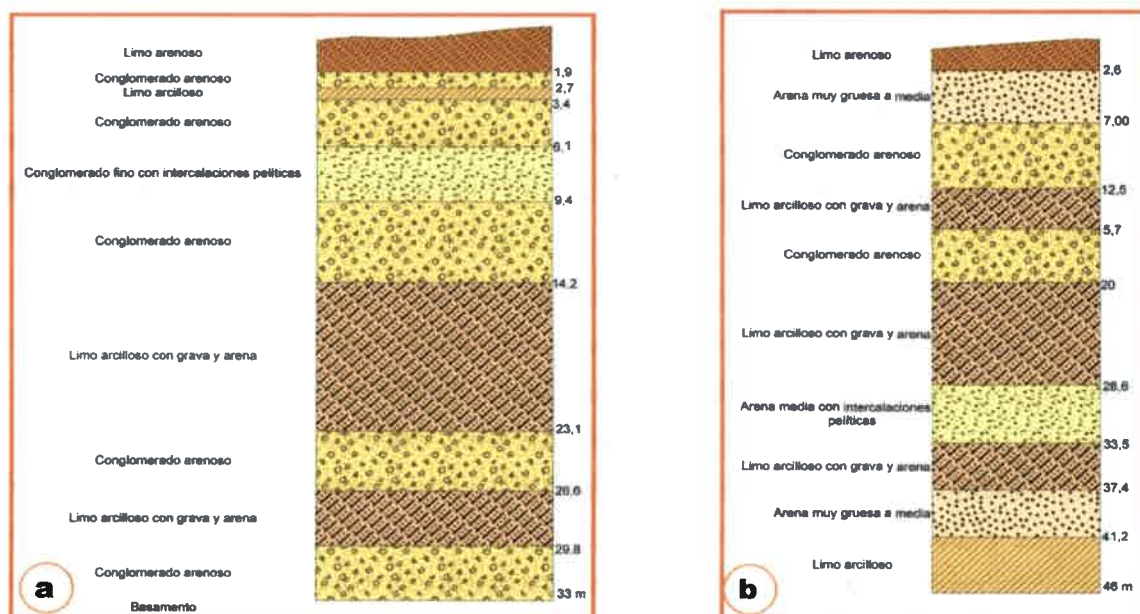 Limo arenoso
1,9
Conglomerado arenoso
2,7
Limo arcilloso
3,4
Conglomerado arenoso
6,1
Conglomerado fino con intercalaciones pelíticas
9,4
Conglomerado arenoso
14,2
Limo arcilloso con grava y arena
23,1
Conglomerado arenoso
26,6
Limo arcilloso con grava y arena
29,8
Conglomerado arenoso
33 m
Basamento
a
Limo arenoso
2,6
Arena muy gruesa a media
7,00
Conglomerado arenoso
12,5
Limo arcilloso con grava y arena
5,7
Conglomerado arenoso
20
Limo arcilloso con grava y arena
28,6
Arena media con intercalaciones
pelíticas
33,5
Limo arcilloso con grava y arena
37,4
Arena muy gruesa a media
41,2
Limo arcilloso
46 m
b